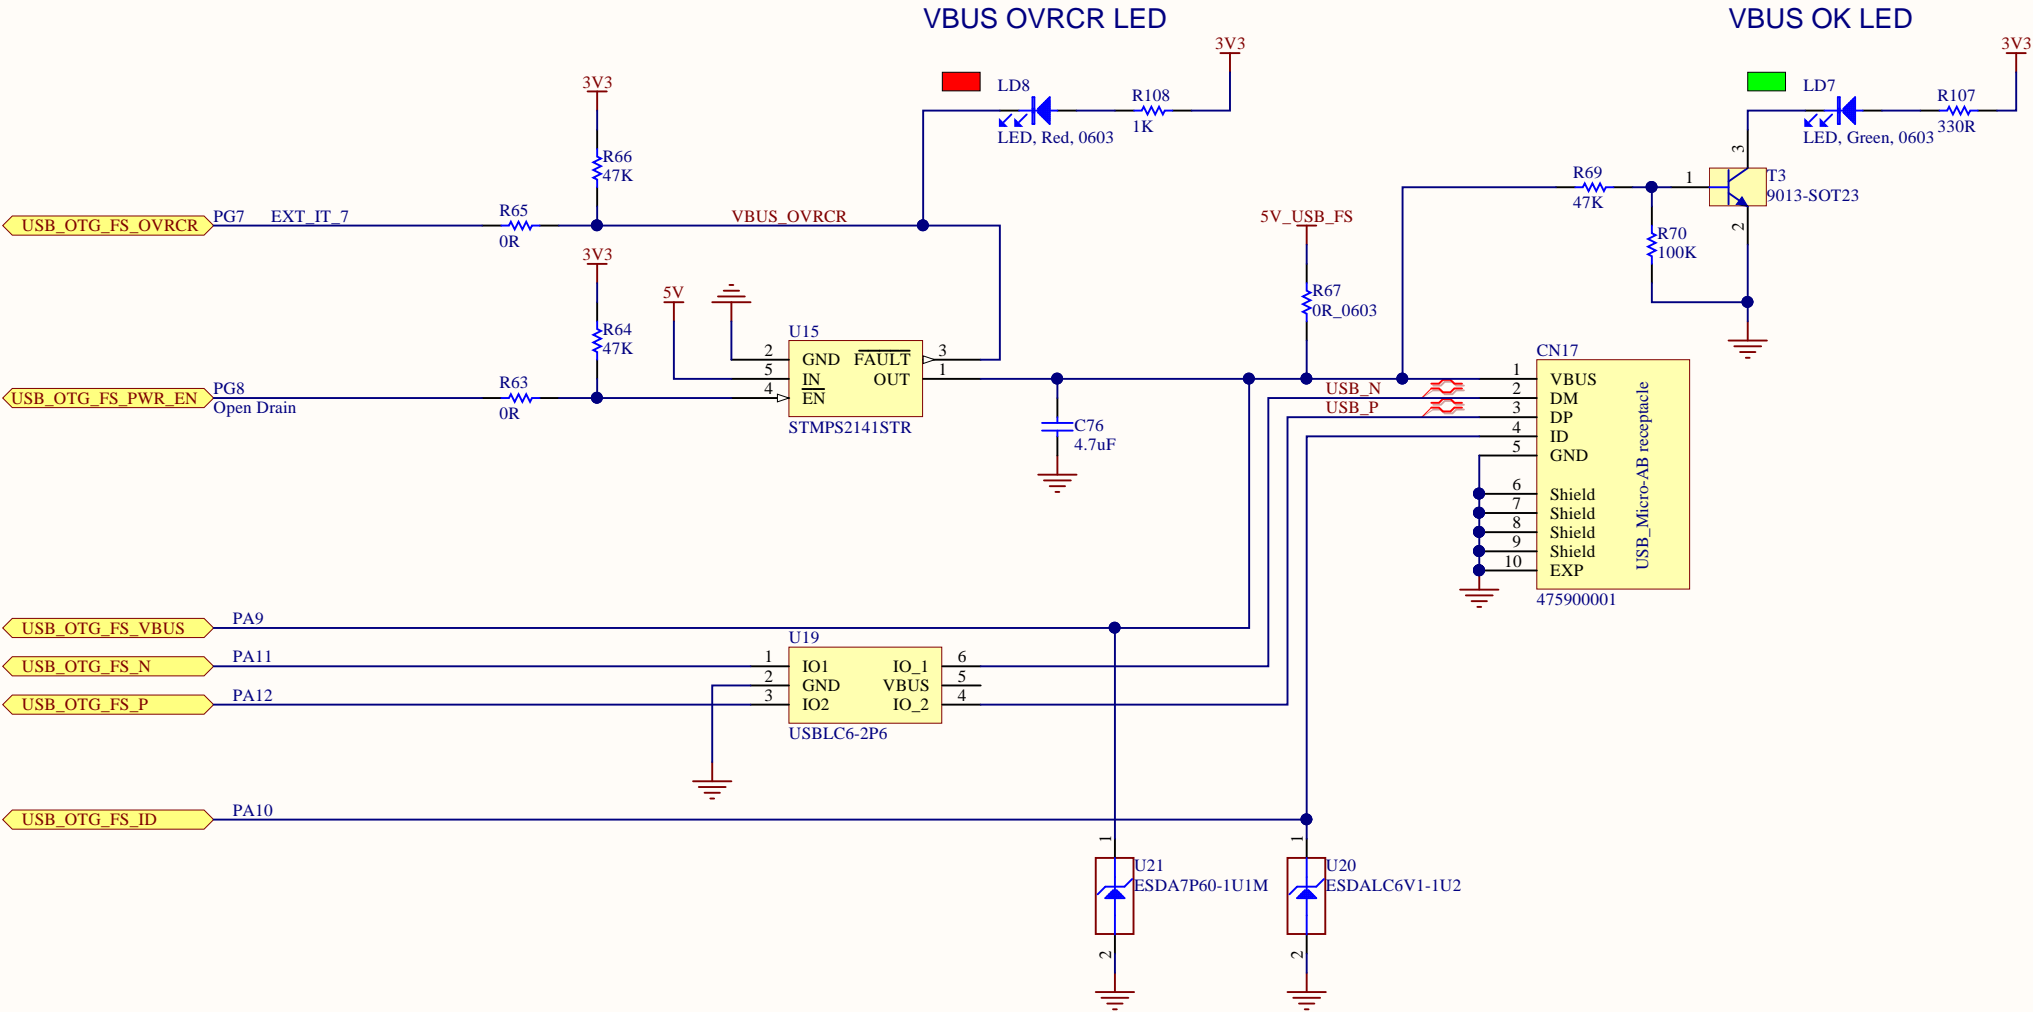 VBUS OVRCR LED
VBUS OK LED
3V3
3V3
3V3
LD8
R108
1K
LED, Red, 0603
LD7
R107
330R
LED, Green, 0603
R66
47K
R69
47K
1
3
2
T3
9013-SOT23
USB_OTG_FS_OVRCR
PG7
EXT_IT_7
R65
0R
VBUS_OVRCR
5V_USB_FS
R70
100K
3V3
5V
R67
0R_0603
R64
47K
U15
2
GND
FAULT
3
5
IN
OUT
1
4
EN
STMPS2141STR
USB_OTG_FS_PWR_EN
PG8
Open Drain
R63
0R
C76
4.7uF
CN17
USB_N
USB_P
1
VBUS
2
DM
3
DP
4
ID
5
GND
6
Shield
7
Shield
8
Shield
9
Shield
10
EXP
USB_Micro-AB receptacle
475900001
USB_OTG_FS_VBUS
PA9
U19
USB_OTG_FS_N
PA11
1
IO1
IO_1
6
2
GND
VBUS
5
USB_OTG_FS_P
PA12
3
IO2
IO_2
4
USBLC6-2P6
USB_OTG_FS_ID
PA10
1
U21
ESDA7P60-1U1M
2
1
U20
ESDALC6V1-1U2
2